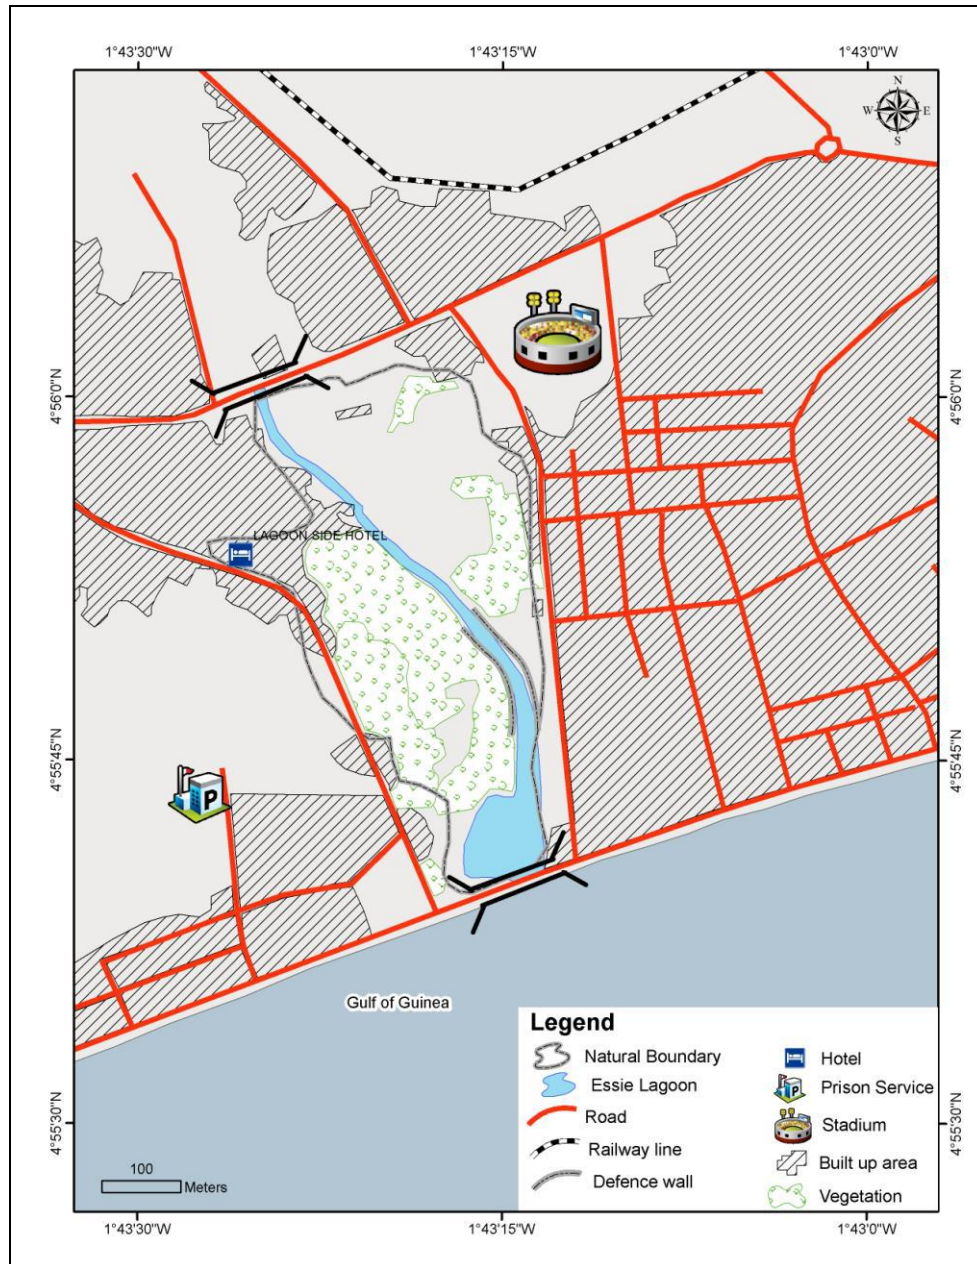 1°43'30"W 1°43'15"W 1°43'0"W
N
W E
S
4°56'0"N 4°56'0"N
LAGOON SIDE HOTEL
4°55'45"N 4°55'45"N
P
Gulf of Guinea
Legend
Natural Boundary
Essie Lagoon
Road
Railway line
Defence wall
Hotel
P Prison Service
Stadium
Built up area
Vegetation
4°55'30"N 4°55'30"N
100
Meters
1°43'30"W 1°43'15"W 1°43'0"W